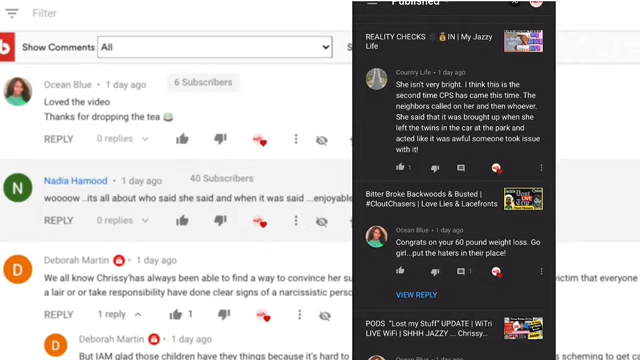 Filter
b
Show Comments
All
Ocean Blue • 1 day ago
6 Subscribers
Loved the video
Thanks for dropping the tea
REPLY
0 replies
N
Nadia Hamood • 1 day ago
40 Subscribers
woooow ..its all about who said she said and when it was said ...enjoyable
REPLY
0 replies
D
Deborah Martin • 1 day ago
We all know Chrissy'has always been able to find a way to convince her su
a lair or or take responsibility have done clear signs of a narcissistic perso
REPLY
1 reply
1
D
Deborah Martin • 1 day ago
But IAM glad those children have they things because it's hard to
Published
REALITY CHECKS IN | My Jazzy
Life
Country Life • 1 day ago
She isn't very bright. I think this is the
second time CPS has came this time. The
neighbors called on her and then whoever.
She said that it was brought up when she
left the twins in the car at the park and
acted like it was awful someone took issue
with it!
1
Bitter Broke Backwoods & Busted |
#CloutChasers | Love Lies & Lacefronts
Ocean Blue • 1 day ago
Congrats on your 60 pound weight loss. Go
girl...put the haters in their place!
1
VIEW REPLY
PODS "Lost my Stuff" UPDATE | WiTri
LIVE WiFi | SHHH JAZZY .... Chrissy...
Ocean Blue • 1 day ago
victim that everyone
s scheming to get co